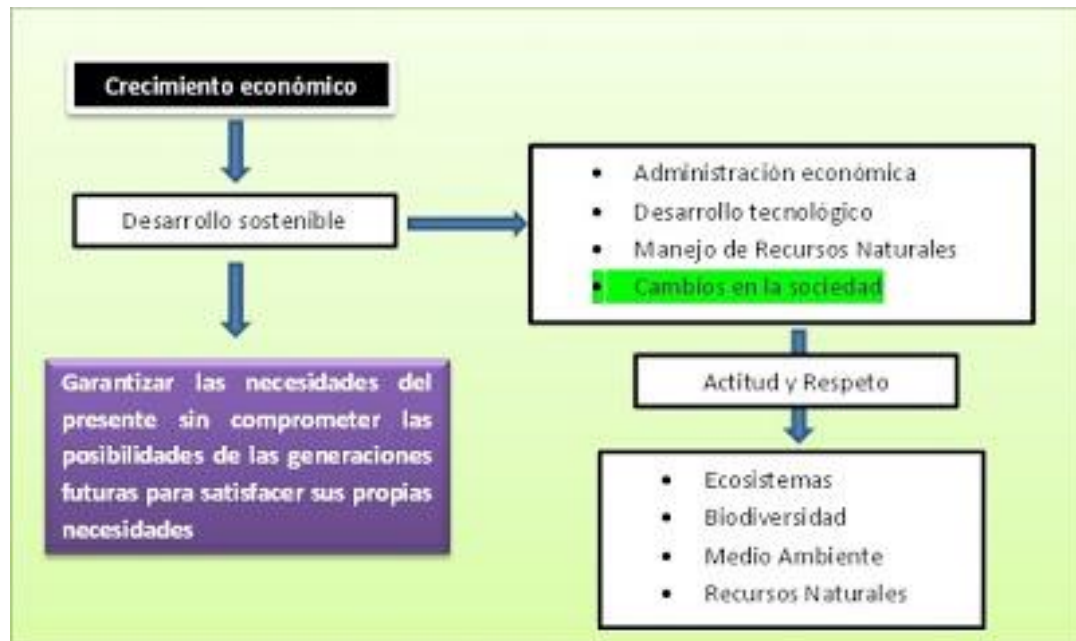 Crecimiento económico
Desarrollo sostenible
• Administración económica
• Desarrollo tecnológico
• Manejo de Recursos Naturales
• Cambios en la sociedad
Garantizar las necesidades del
presente sin comprometer las
posibilidades de las generaciones
futuras para satisfacer sus propias
necesidades
Actitud y Respeto
• Ecosistemas
• Biodiversidad
• Medio Ambiente
• Recursos Naturales